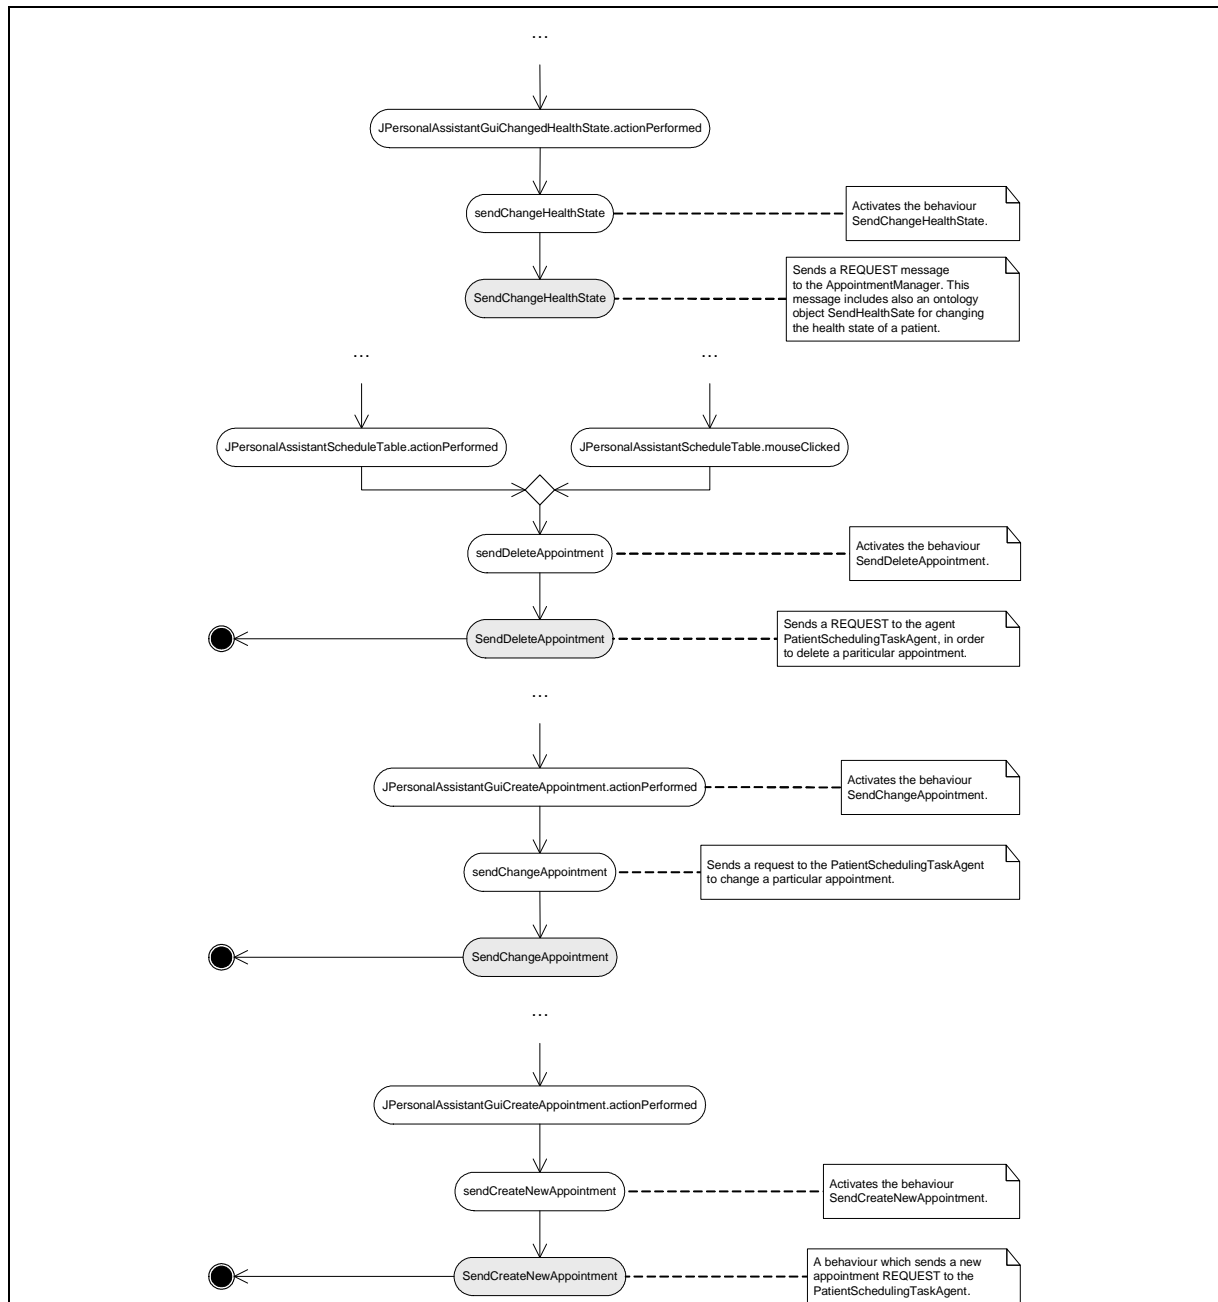 ...
JPersonalAssistantGuiChangedHealthState.actionPerformed
sendChangeHealthState
Activates the behaviour
SendChangeHealthState.
SendChangeHealthState
Sends a REQUEST message
to the AppointmentManager. This
message includes also an ontology
object SendHealthSate for changing
the health state of a patient.
...
...
JPersonalAssistantScheduleTable.actionPerformed
JPersonalAssistantScheduleTable.mouseClicked
sendDeleteAppointment
Activates the behaviour
SendDeleteAppointment.
SendDeleteAppointment
Sends a REQUEST to the agent
PatientSchedulingTaskAgent, in order
to delete a pariticular appointment.
...
JPersonalAssistantGuiCreateAppointment.actionPerformed
Activates the behaviour
SendChangeAppointment.
sendChangeAppointment
Sends a request to the PatientSchedulingTaskAgent
to change a particular appointment.
SendChangeAppointment
...
JPersonalAssistantGuiCreateAppointment.actionPerformed
sendCreateNewAppointment
Activates the behaviour
SendCreateNewAppointment.
SendCreateNewAppointment
A behaviour which sends a new
appointment REQUEST to the
PatientSchedulingTaskAgent.